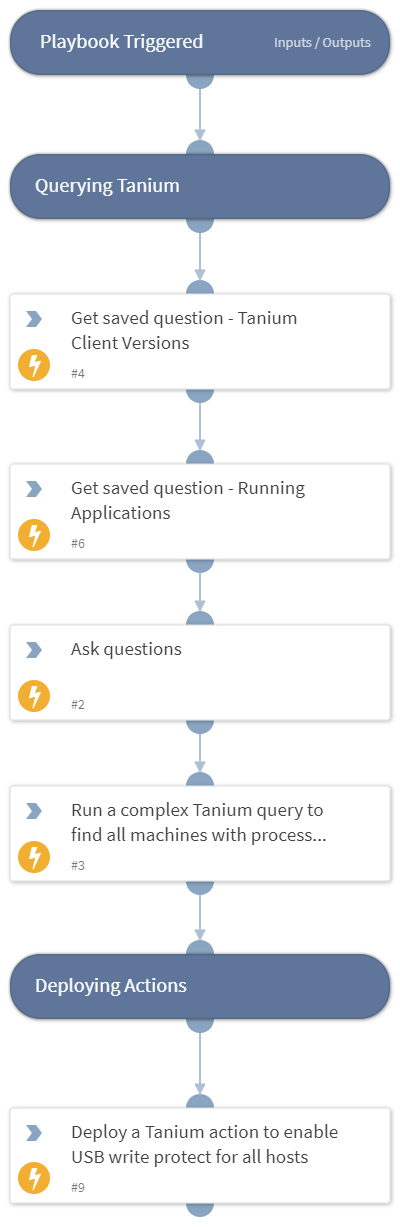 Playbook Triggered
Inputs / Outputs
Querying Tanium
Get saved question - Tanium
Client Versions
#4
Get saved question - Running
Applications
#6
Ask questions
#2
Run a complex Tanium query to
find all machines with process...
#3
Deploying Actions
Deploy a Tanium action to enable
USB write protect for all hosts
#9